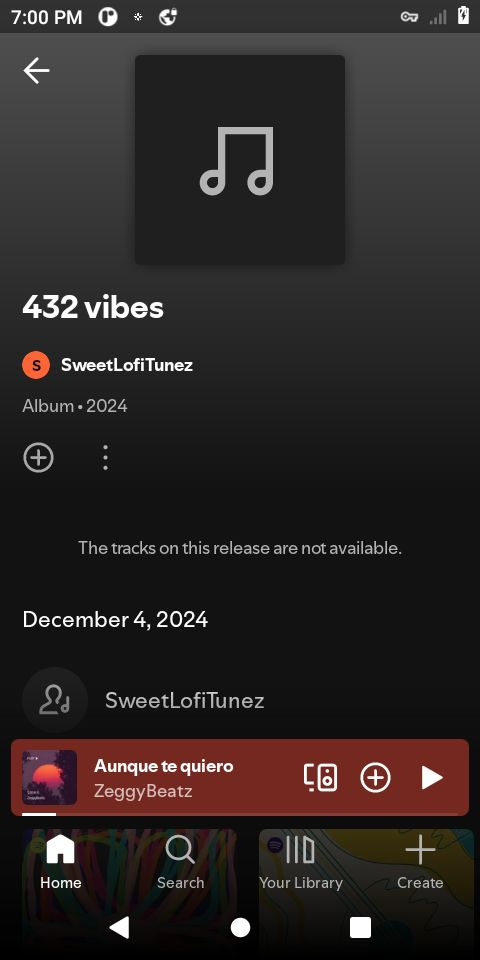 7:00 PM
432 vibes
S
SweetLofiTunez
Album • 2024
The tracks on this release are not available.
December 4, 2024
SweetLofiTunez
Aunque te quiero
ZeggyBeatz
Home
Search
Your Library
Create